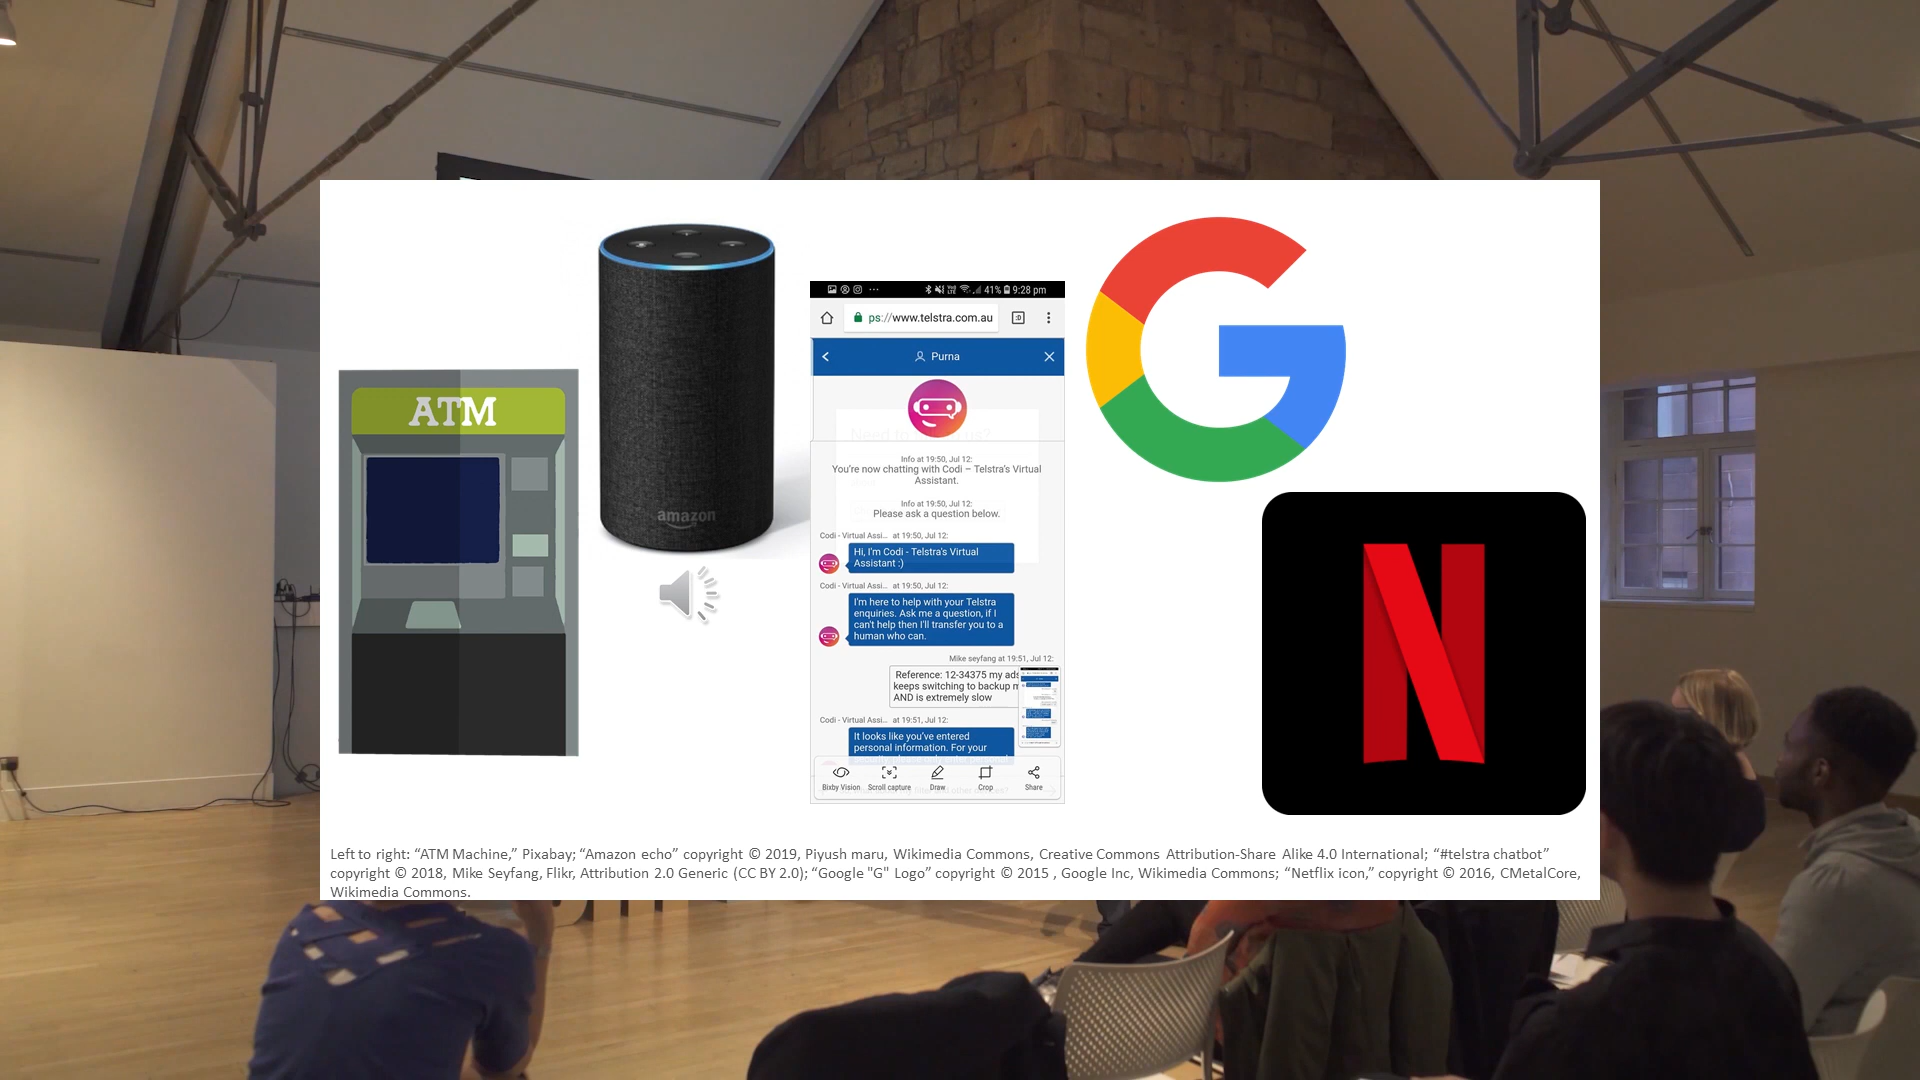 ATM
amazon
41% 9:28 pm
ps://www.telstra.com.au
Purna
Info at 19:50, Jul 12:
You're now chatting with Codi – Telstra's Virtual
Assistant.
Info at 19:50, Jul 12:
Please ask a question below.
Codi - Virtual Assi... at 19:50, Jul 12:
Hi, I'm Codi - Telstra's Virtual
Assistant :)
Codi - Virtual Assi... at 19:50, Jul 12:
I'm here to help with your Telstra
enquiries. Ask me a question, if I
can't help then I'll transfer you to a
human who can.
Mike seyfang at 19:51, Jul 12:
Reference: 12-34375 my ads
keeps switching to backup m
AND is extremely slow
Codi - Virtual Assi... at 19:51, Jul 12:
It looks like you've entered
personal information. For your
Bixby Vision Scroll capture Draw Crop Share
G
N
Left to right: “ATM Machine,” Pixabay; “Amazon echo” copyright © 2019, Piyush maru, Wikimedia Commons, Creative Commons Attribution-Share Alike 4.0 International; “#telstra chatbot”
copyright © 2018, Mike Seyfang, Flikr, Attribution 2.0 Generic (CC BY 2.0); “Google "G" Logo” copyright © 2015 , Google Inc, Wikimedia Commons; “Netflix icon,” copyright © 2016, CMetalCore,
Wikimedia Commons.